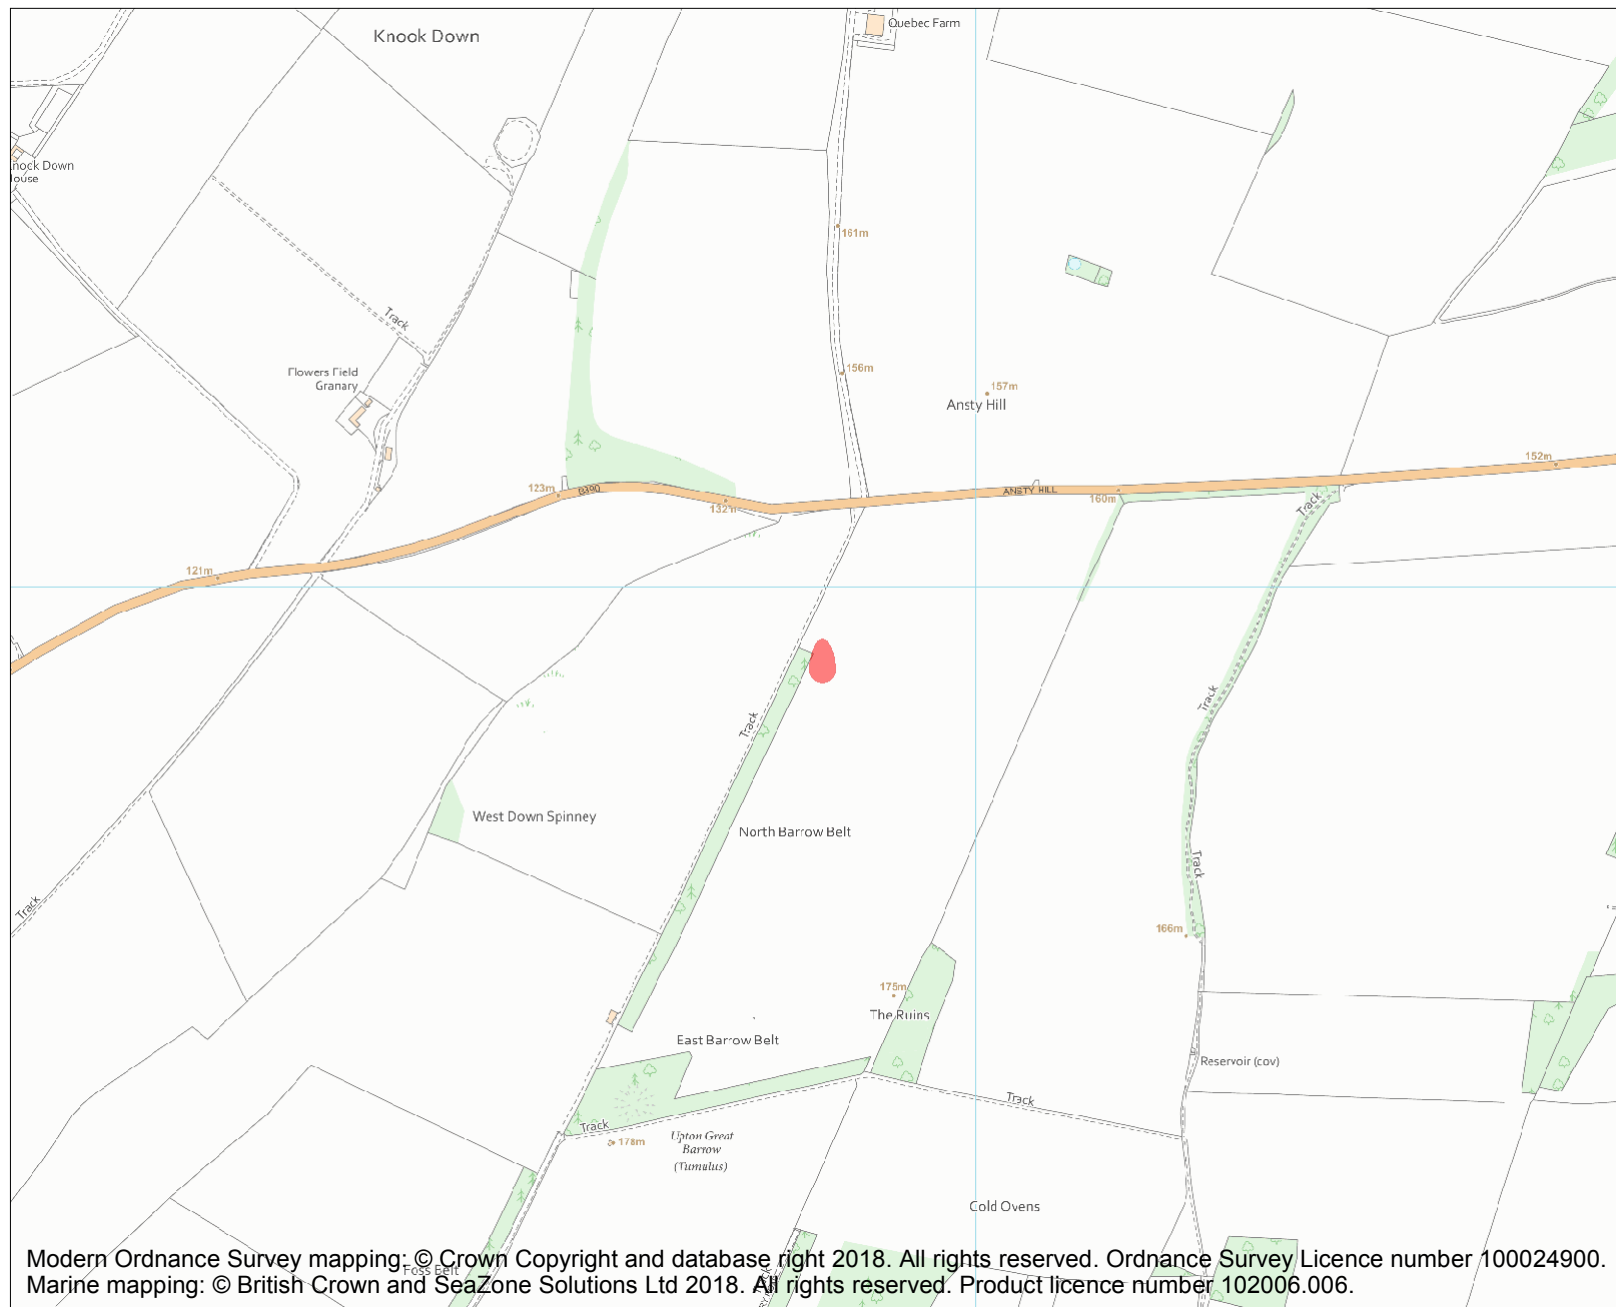 Quebec Farm
Knook Down
161m
Track
156m
Flowers Field
Granary
157m
Ansty Hill
152m
123m
B390
ANSTY HILL
160m
132m
Track
121m
Track
Track
West Down Spinney
North Barrow Belt
Track
Track
166m
175m
The Ruins
East Barrow Belt
Reservoir (cov)
Track
Track
178m
Upton Great
Barrow
(Tumulus)
Cold Ovens
Foss Belt
Modern Ordnance Survey mapping: © Crown Copyright and database right 2018. All rights reserved. Ordnance Survey Licence number 100024900.
Marine mapping: © British Crown and SeaZone Solutions Ltd 2018. All rights reserved. Product licence number 102006.006.